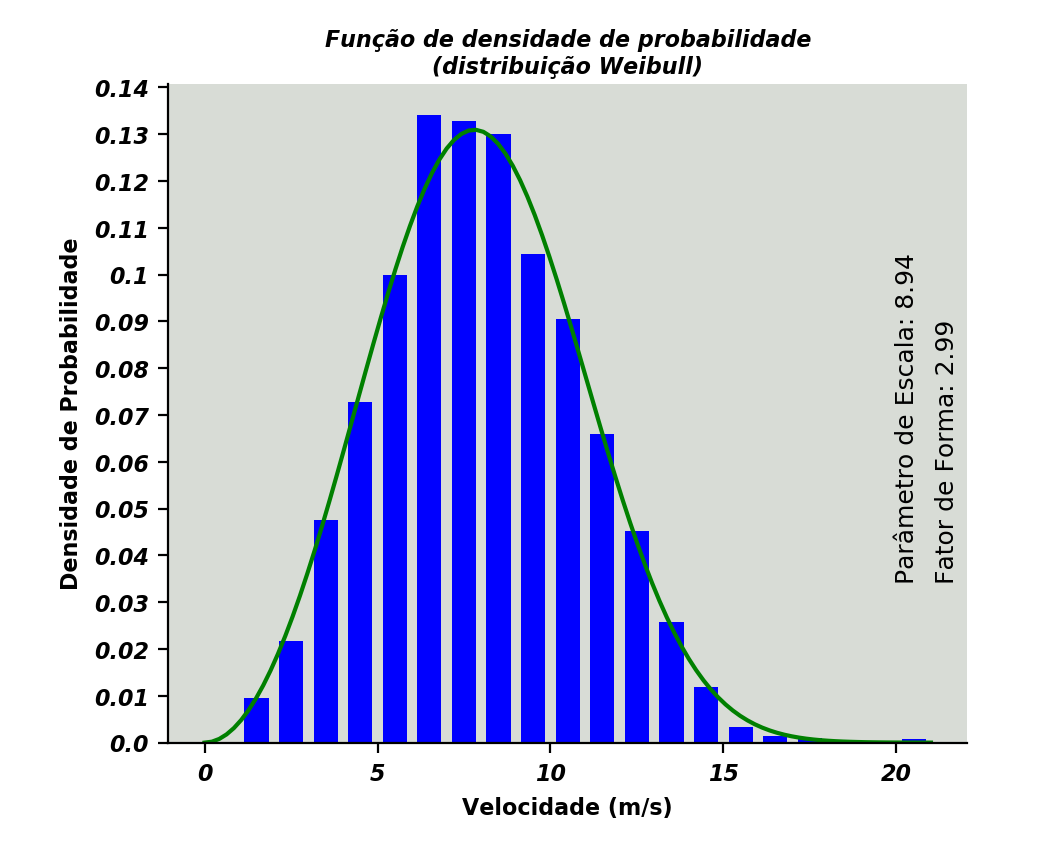 Função de densidade de probabilidade
(distribuição Weibull)
0.14
0.13
0.12
0.11
0.1
0.09
0.08
0.07
0.06
0.05
0.04
0.03
0.02
0.01
0.0
Densidade de Probabilidade
Parâmetro de Escala: 8.94
Fator de Forma: 2.99
0 5 10 15 20
Velocidade (m/s)